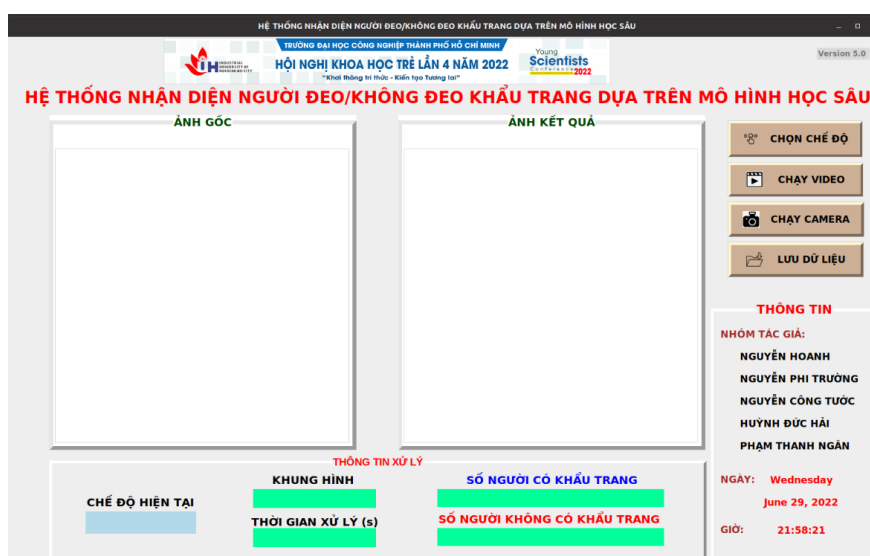 HỆ THỐNG NHẬN DIỆN NGƯỜI ĐEO/KHÔNG ĐEO KHẨU TRANG DỰA TRÊN MÔ HÌNH HỌC SÂU
TRƯỜNG ĐẠI HỌC CÔNG NGHIỆP THÀNH PHỐ HỒ CHÍ MINH
INDUSTRIAL
UNIVERSITY OF
HOCHIMINH CITY
HỘI NGHỊ KHOA HỌC TRẺ LẦN 4 NĂM 2022
"Khơi thông tri thức - Kiến tạo Tương lai"
Young
Scientists
Conference 2022
Version 5.0
HỆ THỐNG NHẬN DIỆN NGƯỜI ĐEO/KHÔNG ĐEO KHẨU TRANG DỰA TRÊN MÔ HÌNH HỌC SÂU
ẢNH GỐC
ẢNH KẾT QUẢ
CHỌN CHẾ ĐỘ
CHẠY VIDEO
CHẠY CAMERA
LƯU DỮ LIỆU
THÔNG TIN
NHÓM TÁC GIẢ:
NGUYỄN HOANH
NGUYỄN PHI TRƯỜNG
NGUYỄN CÔNG TƯỚC
HUỲNH ĐỨC HẢI
PHẠM THANH NGÂN
NGÀY: Wednesday
June 29, 2022
GIỜ: 21:58:21
THÔNG TIN XỬ LÝ
CHẾ ĐỘ HIỆN TẠI
KHUNG HÌNH
THỜI GIAN XỬ LÝ (s)
SỐ NGƯỜI CÓ KHẨU TRANG
SỐ NGƯỜI KHÔNG CÓ KHẨU TRANG